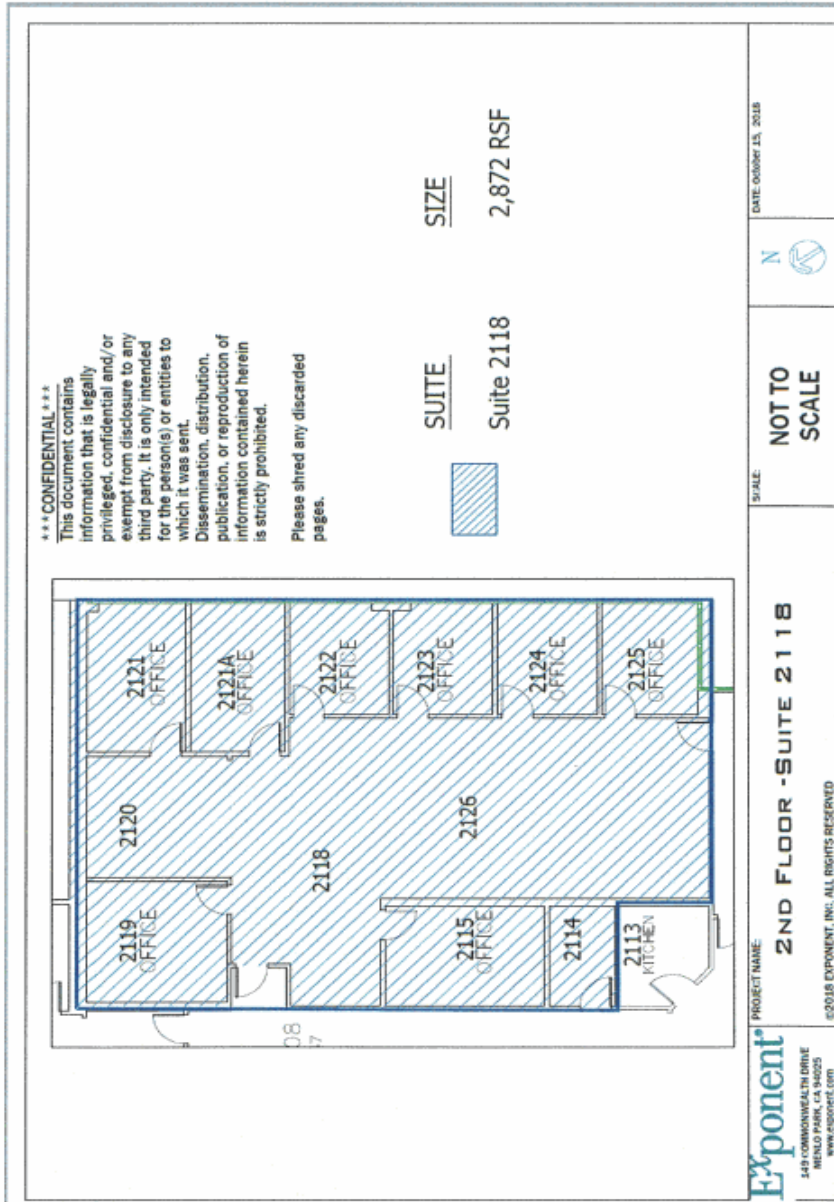 ***CONFIDENTIAL***
This document contains
information that is legally
privileged, confidential and/or
exempt from disclosure to any
third party. It is only intended
for the person(s) or entities to
which it was sent.
Dissemination, distribution,
publication, or reproduction of
information contained herein
is strictly prohibited.
Please shred any discarded
pages.
SUITE
SIZE
Suite 2118
2,872 RSF
2121
OFFICE
2121A
OFFICE
2122
OFFICE
2123
OFFICE
2124
OFFICE
2125
OFFICE
2120
2118
2126
2119
OFFICE
2115
OFFICE
2114
2113
KITCHEN
08
7
Exponent®
149 COMMONWEALTH DRIVE
MENLO PARK, CA 94025
www.exponent.com
PROJECT NAME:
2ND FLOOR -SUITE 2118
©2018 EXPONENT, INC. ALL RIGHTS RESERVED
SCALE:
NOT TO
SCALE
N
DATE: October 15, 2018